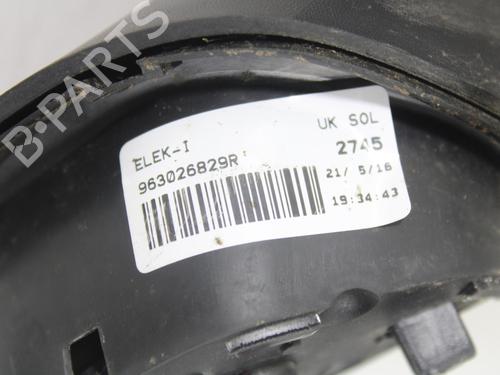 B-PARTS
ELEK-I
UK SOL
963026829R
2745
21/ 5/16
19:34:43